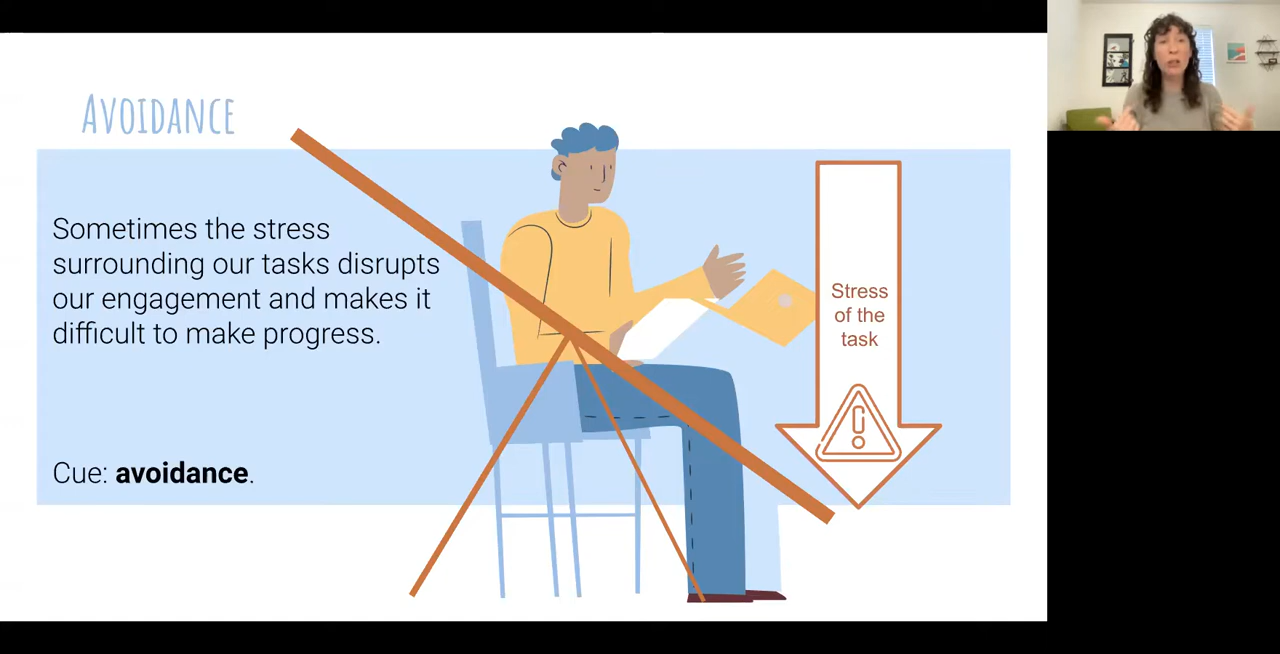 AVOIDANCE
Sometimes the stress
surrounding our tasks disrupts
our engagement and makes it
difficult to make progress.
Cue: avoidance.
Stress
of the
task